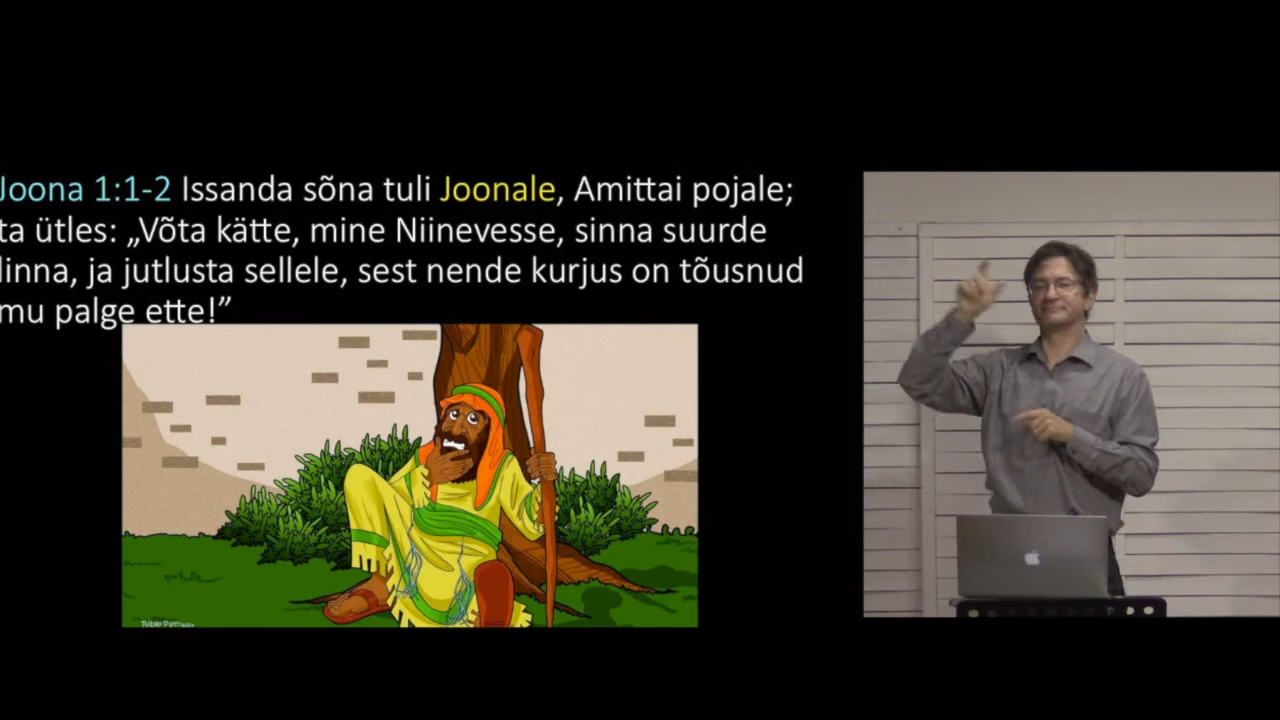 Joona 1:1-2 Issanda sõna tuli Joonale, Amittai pojale;
ta ütles: „Võta kätte, mine Niinevesse, sinna suurde
linna, ja jutlusta sellele, sest nende kurjus on tõusnud
mu palge ette!”
Bible Pathway